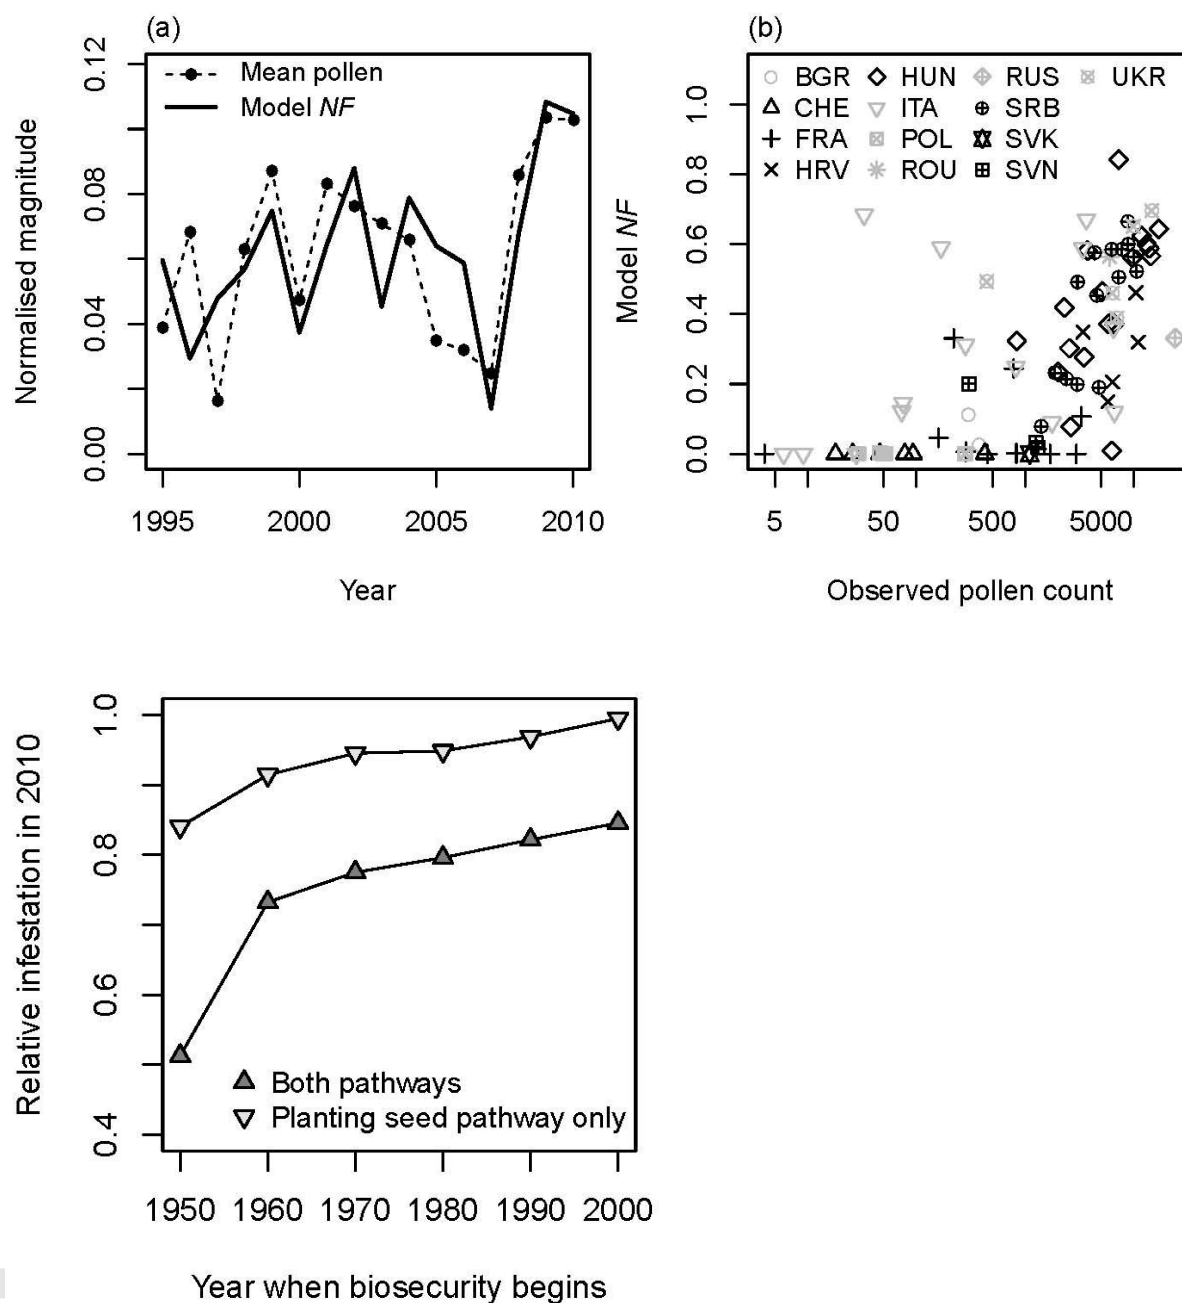 (a)
Mean pollen
Model NF
Normalised magnitude
0.12
0.08
0.04
0.00
1995 2000 2005 2010
Year
(b)
BGR HUN RUS UKR
CHE ITA SRB
FRA POL SVK
HRV ROU SVN
Model NF
1.0
0.8
0.6
0.4
0.2
0.0
5 50 500 5000
Observed pollen count
Relative infestation in 2010
1.0
0.8
0.6
0.4
Both pathways
Planting seed pathway only
1950 1960 1970 1980 1990 2000
Year when biosecurity begins